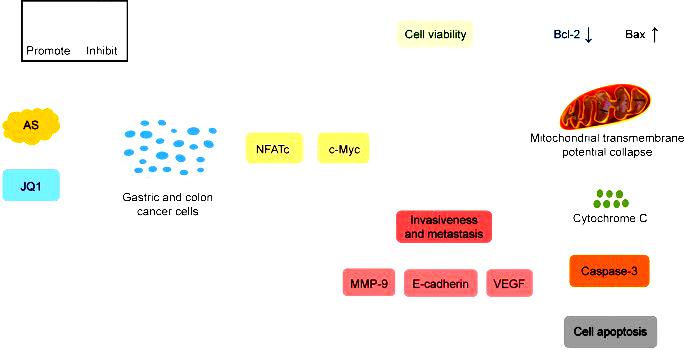 Promote Inhibit
Cell viability
Bcl-2 ↓ Bax ↑
AS
JQ1
Gastric and colon
cancer cells
NFATc
c-Myc
Mitochondrial transmembrane
potential collapse
Cytochrome C
Invasiveness
and metastasis
MMP-9
E-cadherin
VEGF
Caspase-3
Cell apoptosis